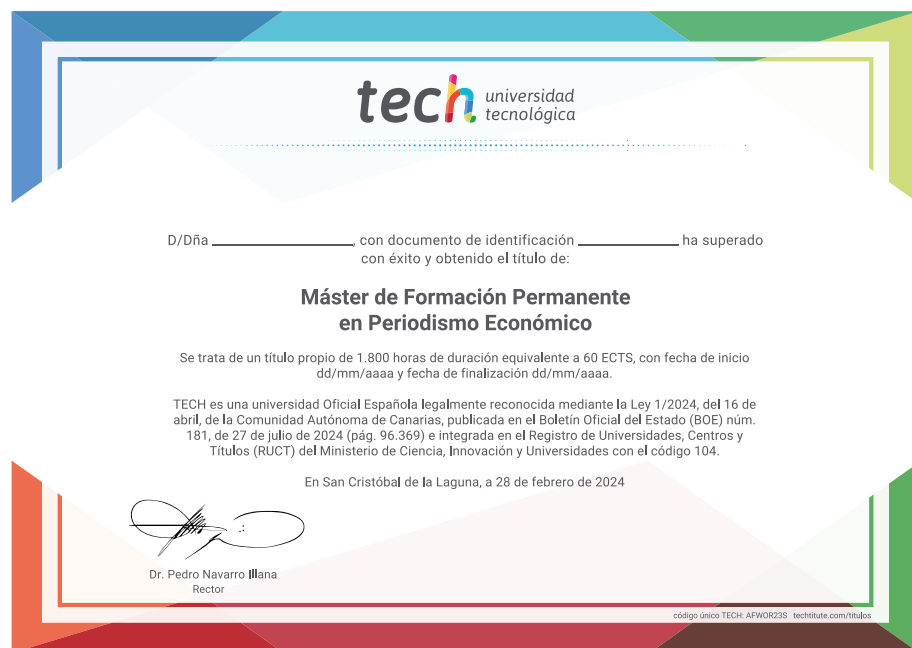 tech universidad
tecnológica
D/Dña ____________, con documento de identificación ____________ ha superado
con éxito y obtenido el título de:
Máster de Formación Permanente
en Periodismo Económico
Se trata de un título propio de 1.800 horas de duración equivalente a 60 ECTS, con fecha de inicio
dd/mm/aaaa y fecha de finalización dd/mm/aaaa.
TECH es una universidad Oficial Española legalmente reconocida mediante la Ley 1/2024, del 16 de
abril, de la Comunidad Autónoma de Canarias, publicada en el Boletín Oficial del Estado (BOE) núm.
181, de 27 de julio de 2024 (pág. 96.369) e integrada en el Registro de Universidades, Centros y
Títulos (RUCT) del Ministerio de Ciencia, Innovación y Universidades con el código 104.
En San Cristóbal de la Laguna, a 28 de febrero de 2024
Dr. Pedro Navarro Illana
Rector
código único TECH: AFWOR23S techtitute.com/titulos